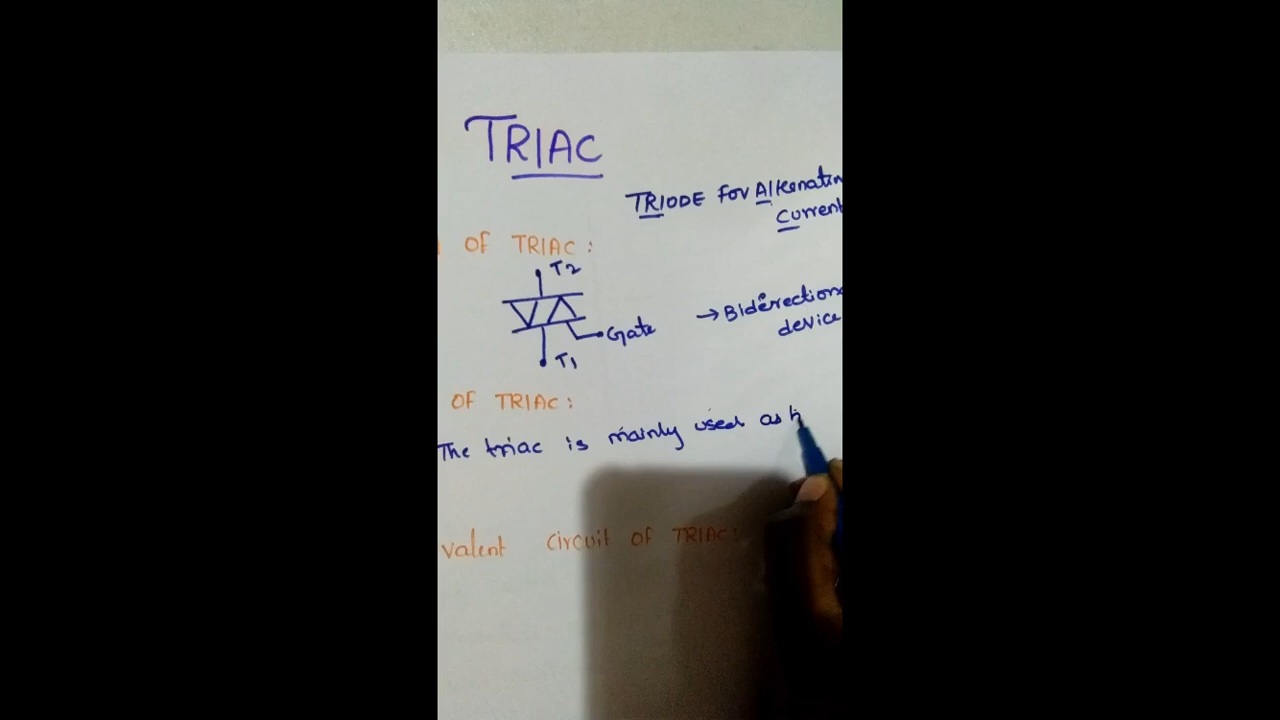 TRIAC
TRIODE FOR Alternatin
Current
OF TRIAC:
T2
Gate
T1
→ Bidirection
device
OF TRIAC:
The triac is mainly used as
valent circuit of TRIAC: